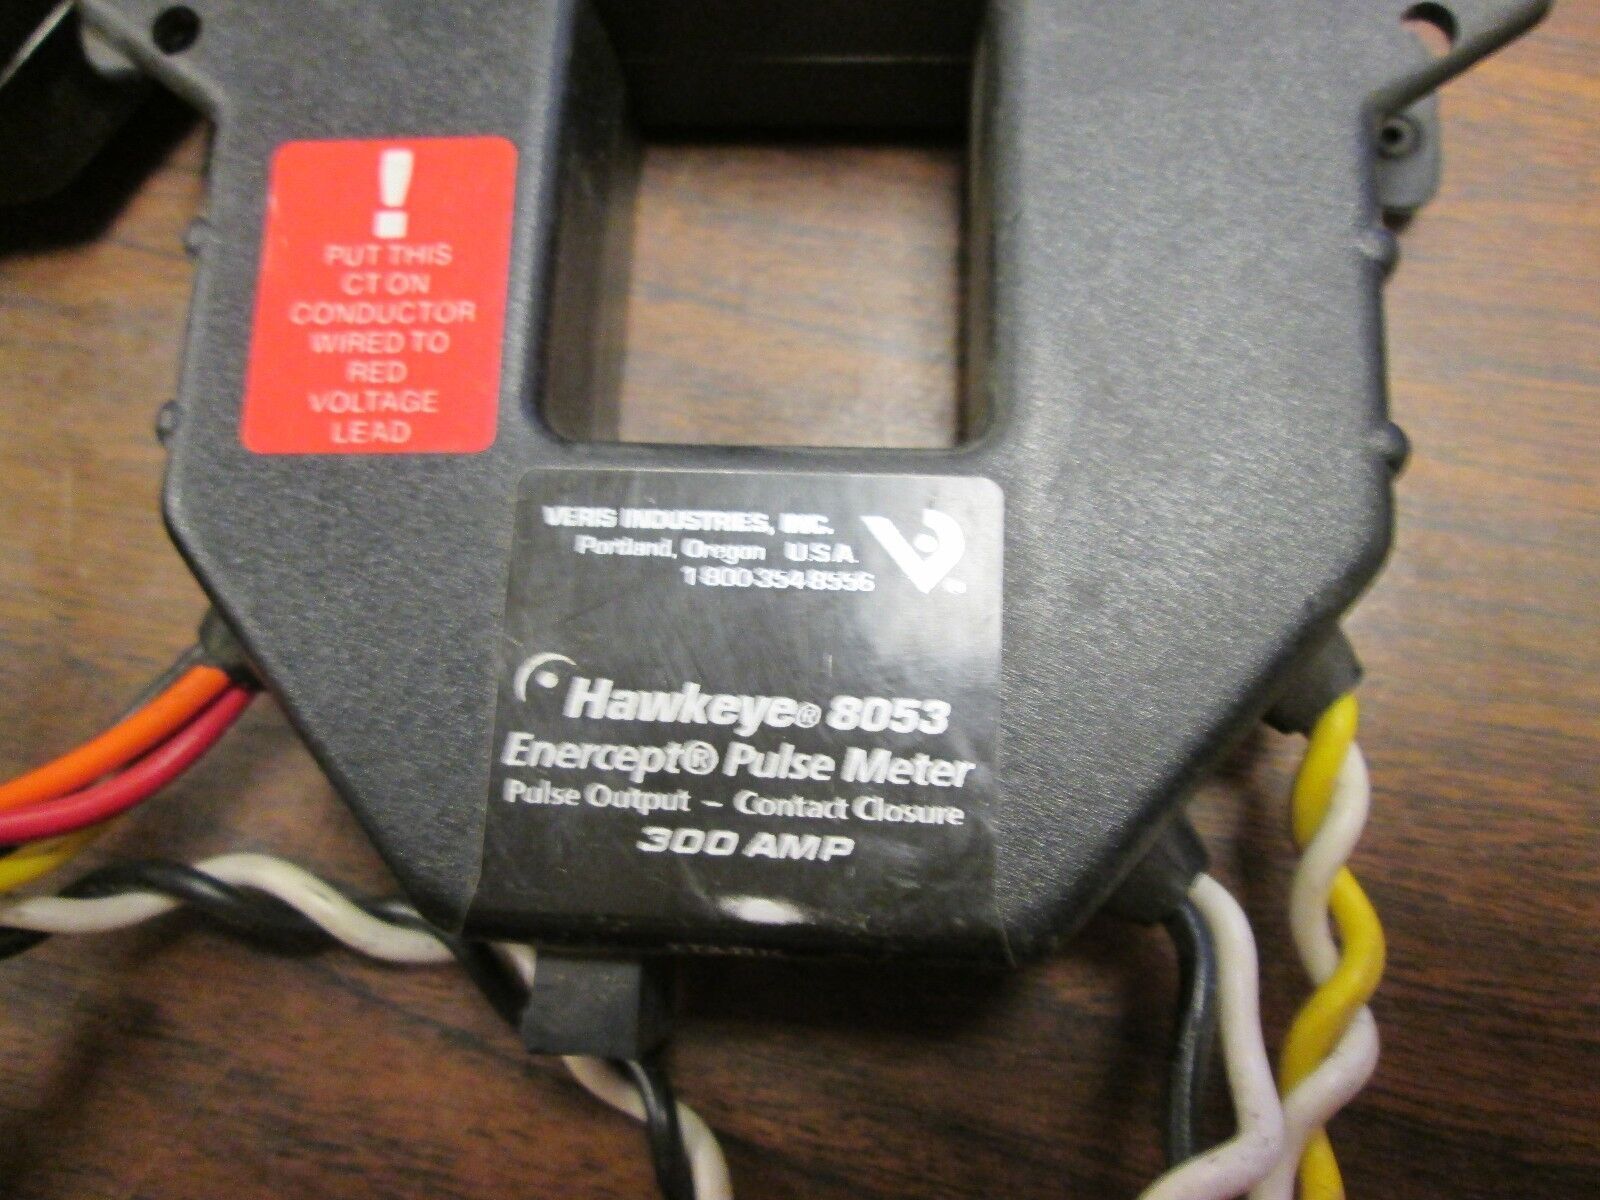 !
PUT THIS
CT ON
CONDUCTOR
WIRED TO
RED
VOLTAGE
LEAD
VERIS INDUSTRIES, INC.
Portland, Oregon U.S.A.
1-800-354-8556
Hawkeye® 8053
Enercept® Pulse Meter
Pulse Output – Contact Closure
300 AMP